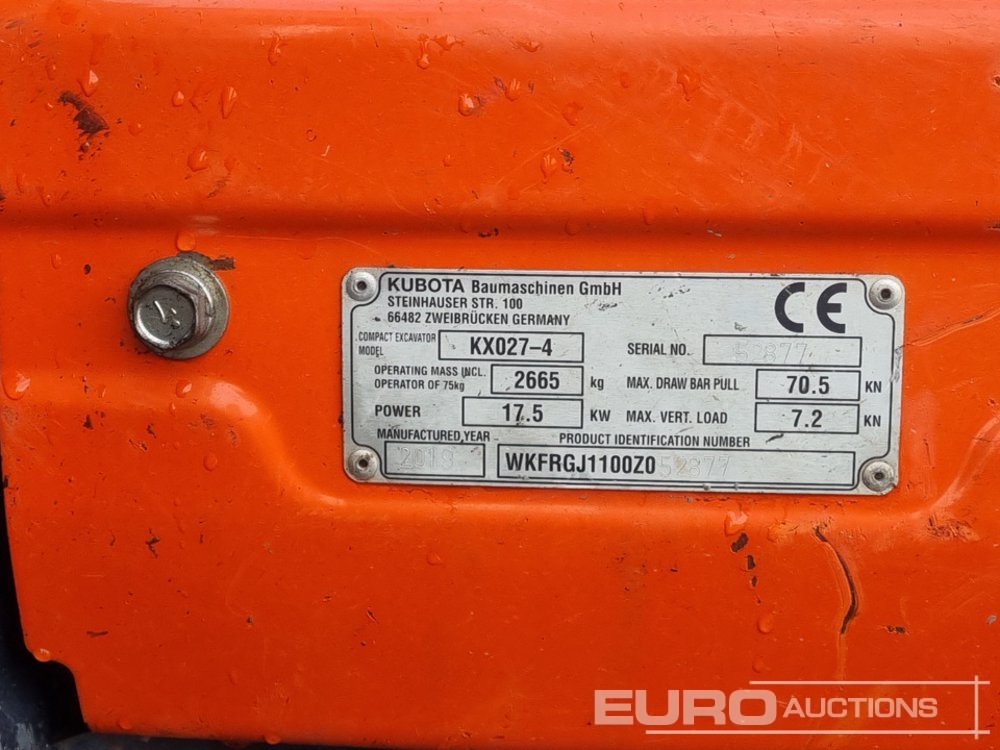 KUBOTA Baumaschinen GmbH
STEINHAUSER STR. 100
66482 ZWEIBRÜCKEN GERMANY
CE
COMPACT EXCAVATOR
MODEL KX027-4 SERIAL NO. 52877
OPERATING MASS INCL.
OPERATOR OF 75kg 2665 kg MAX. DRAW BAR PULL 70.5 KN
POWER 17.5 KW MAX. VERT. LOAD 7.2 KN
MANUFACTURED YEAR PRODUCT IDENTIFICATION NUMBER
WKFRGJ1100Z052877
EURO AUCTIONS